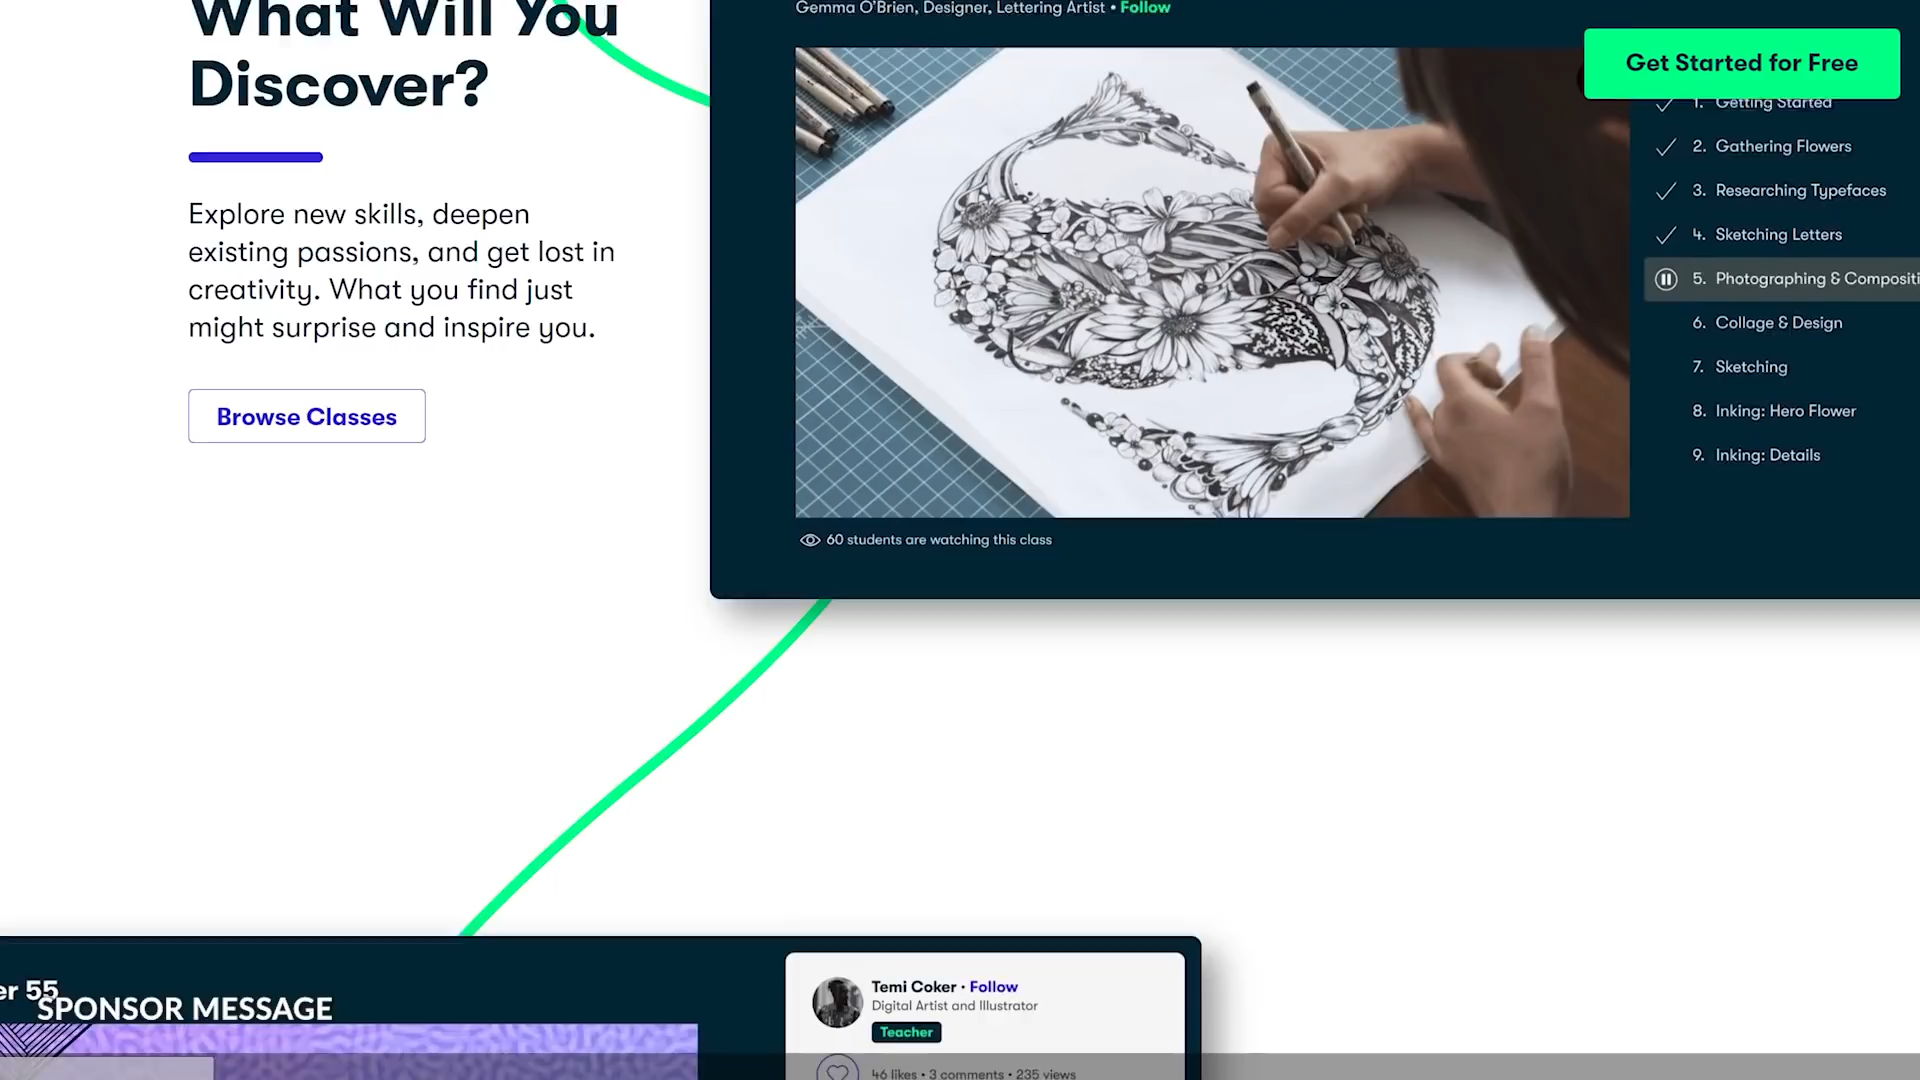 What Will You
Discover?
Explore new skills, deepen
existing passions, and get lost in
creativity. What you find just
might surprise and inspire you.
Browse Classes
Gemma O'Brien, Designer, Lettering Artist • Follow
Get Started for Free
1. Getting Started
2. Gathering Flowers
3. Researching Typefaces
4. Sketching Letters
5. Photographing & Compositi
6. Collage & Design
7. Sketching
8. Inking: Hero Flower
9. Inking: Details
60 students are watching this class
er 55
SPONSOR MESSAGE
Temi Coker · Follow
Digital Artist and Illustrator
Teacher
46 likes • 3 comments • 235 views